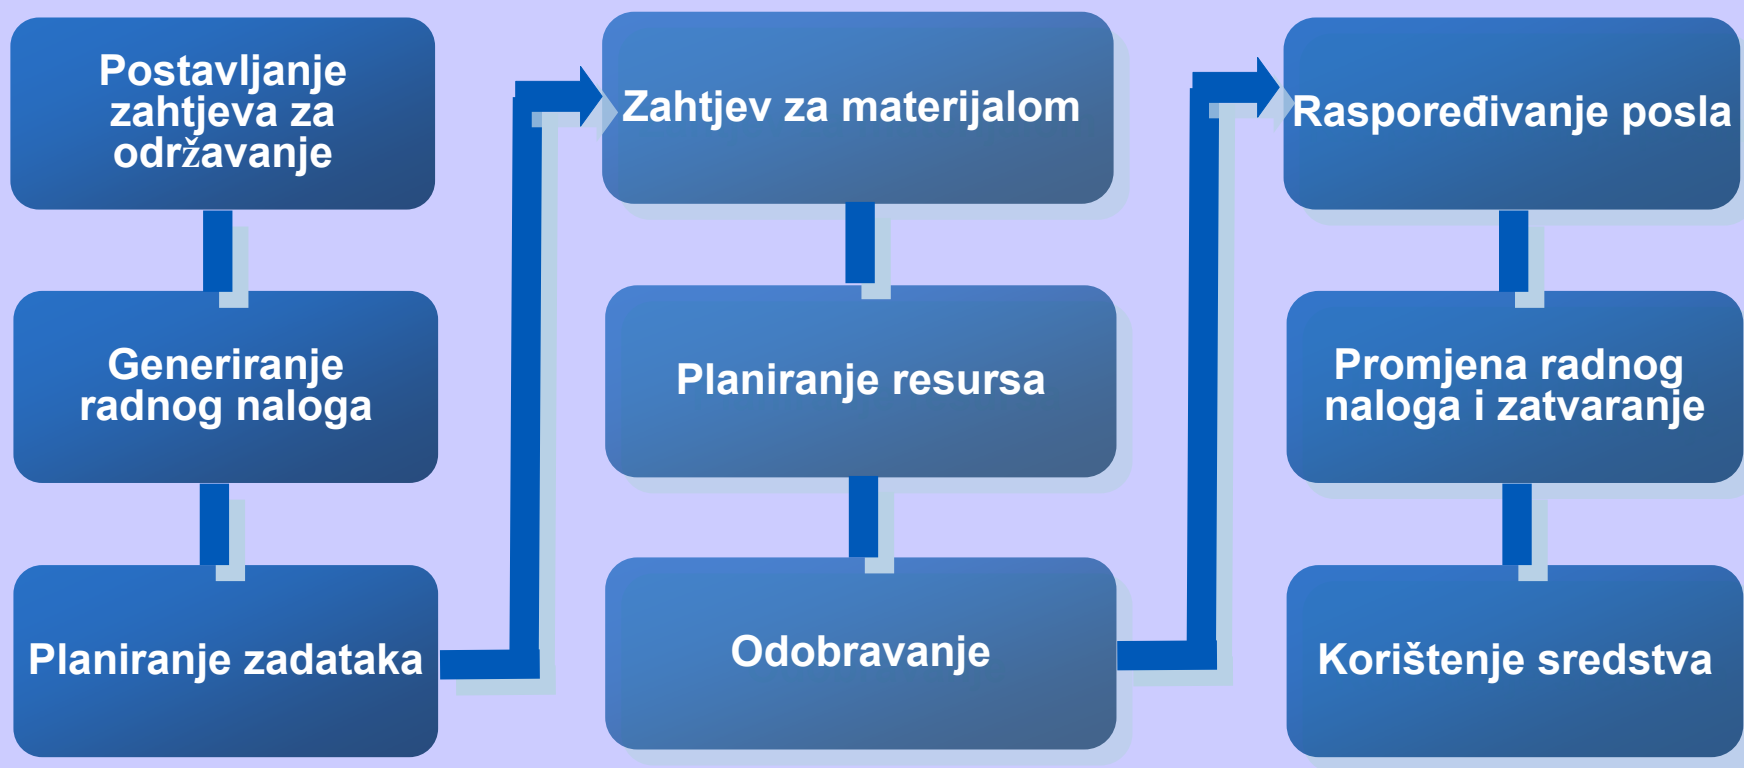 Postavljanje
zahtjeva za
održavanje
Generiranje
radnog naloga
Planiranje zadataka
Zahtjev za materijalom
Planiranje resursa
Odobravanje
Raspoređivanje posla
Promjena radnog
naloga i zatvaranje
Korištenje sredstva